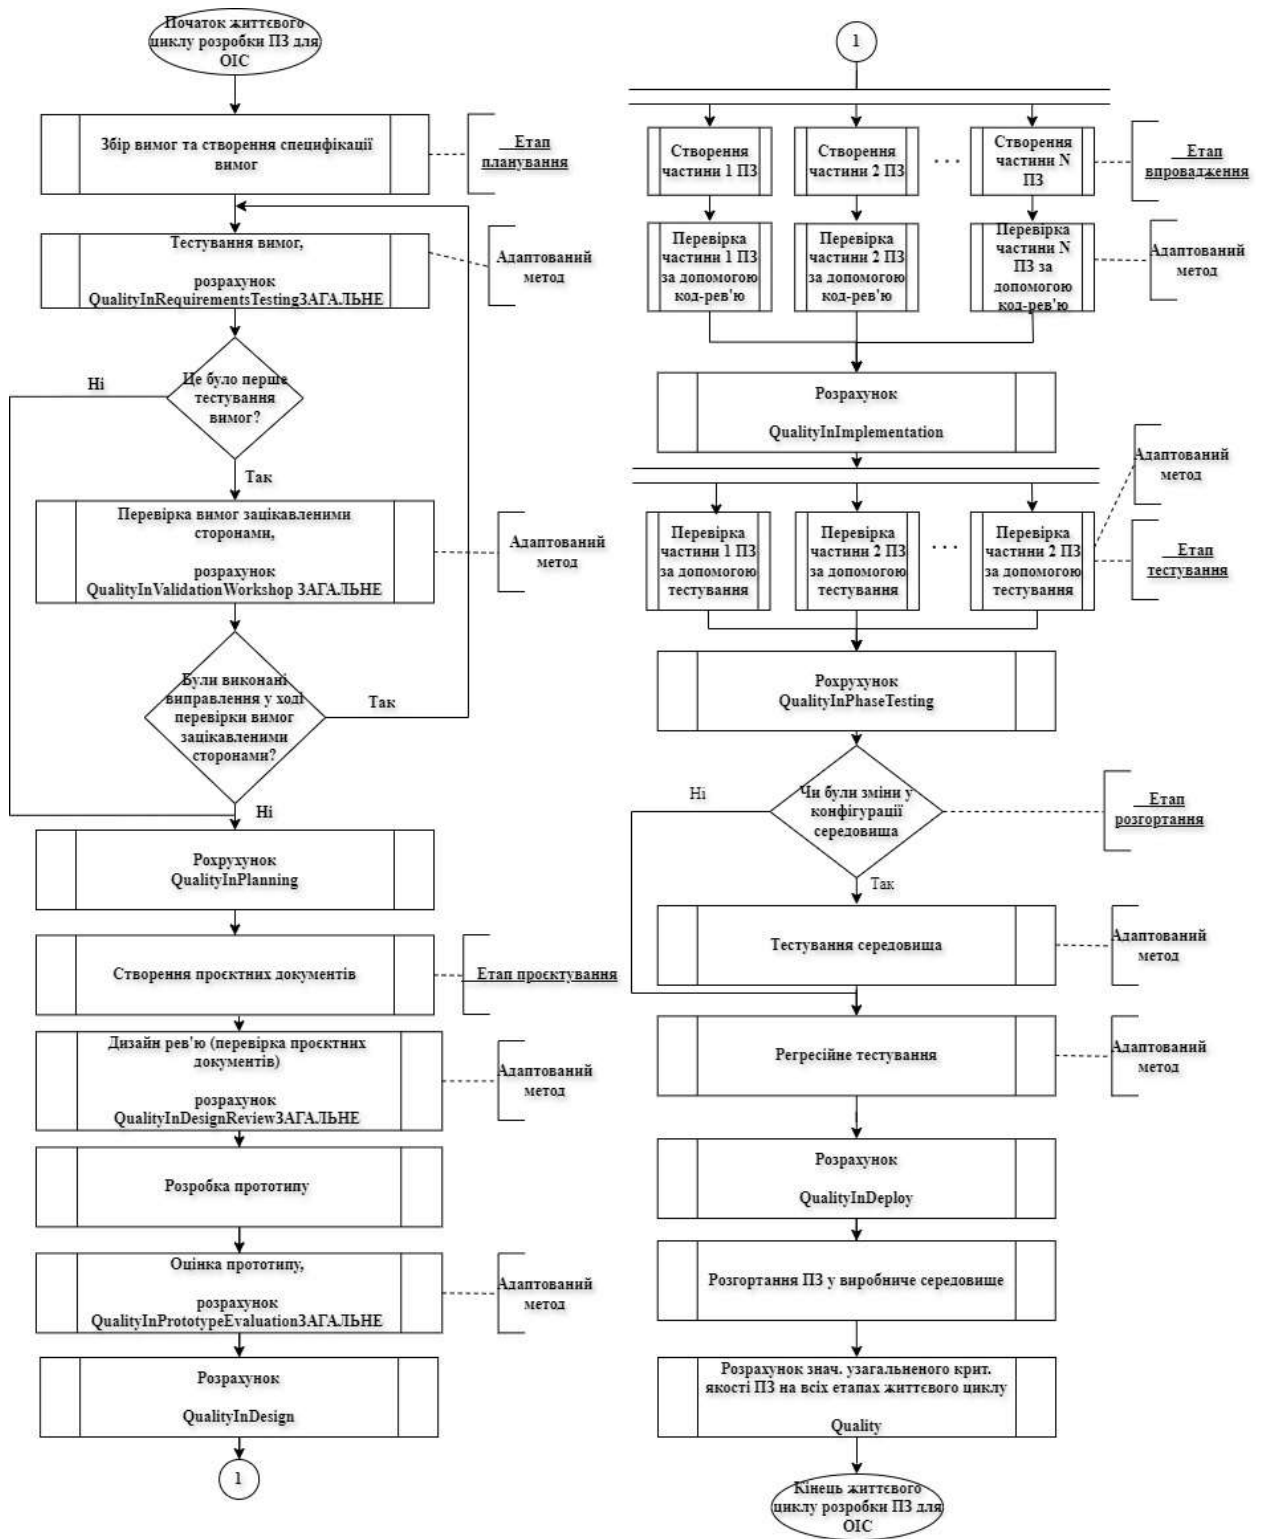 Початок життєвого
циклу розробки ПЗ для
ОІС
Збір вимог та створення специфікації
вимог
Етап
планування
Тестування вимог,
розрахунок
QualityInRequirementsTestingЗАГАЛЬНЕ
Адаптований
метод
Це було перше
тестування
вимог?
Ні
Так
Перевірка вимог зацікавленими
сторонами,
розрахунок
QualityInValidationWorkshop ЗАГАЛЬНЕ
Адаптований
метод
Були виконані
виправлення у ході
перевірки вимог
зацікавленими
сторонами?
Так
Ні
Рохрухунок
QualityInPlanning
Створення проєктних документів
Етап проєктування
Дизайн рев'ю (перевірка проєктних
документів)
розрахунок
QualityInDesignReviewЗАГАЛЬНЕ
Адаптований
метод
Розробка прототипу
Оцінка прототипу,
розрахунок
QualityInPrototypeEvaluationЗАГАЛЬНЕ
Адаптований
метод
Розрахунок
QualityInDesign
1
1
Створення
частини 1 ПЗ
Створення
частини 2 ПЗ
. . .
Створення
частини N
ПЗ
Етап
впровадження
Перевірка
частини 1 ПЗ
за допомогою
код-рев'ю
Перевірка
частини 2 ПЗ
за допомогою
код-рев'ю
Перевірка
частини N
ПЗ за
допомогою
код-рев'ю
Адаптований
метод
Розрахунок
QualityInImplementation
Адаптований
метод
Перевірка
частини 1 ПЗ
за допомогою
тестування
Перевірка
частини 2 ПЗ
за допомогою
тестування
. . .
Перевірка
частини 2 ПЗ
за допомогою
тестування
Етап
тестування
Рохрухунок
QualityInPhaseTesting
Чи були зміни у
конфігурації
середовища
Ні
Так
Етап
розгортання
Тестування середовища
Адаптований
метод
Регресійне тестування
Адаптований
метод
Розрахунок
QualityInDeploy
Розгортання ПЗ у виробниче середовище
Розрахунок знач. узагальненого крит.
якості ПЗ на всіх етапах життєвого циклу
Quality
Кінець життєвого
циклу розробки ПЗ для
ОІС